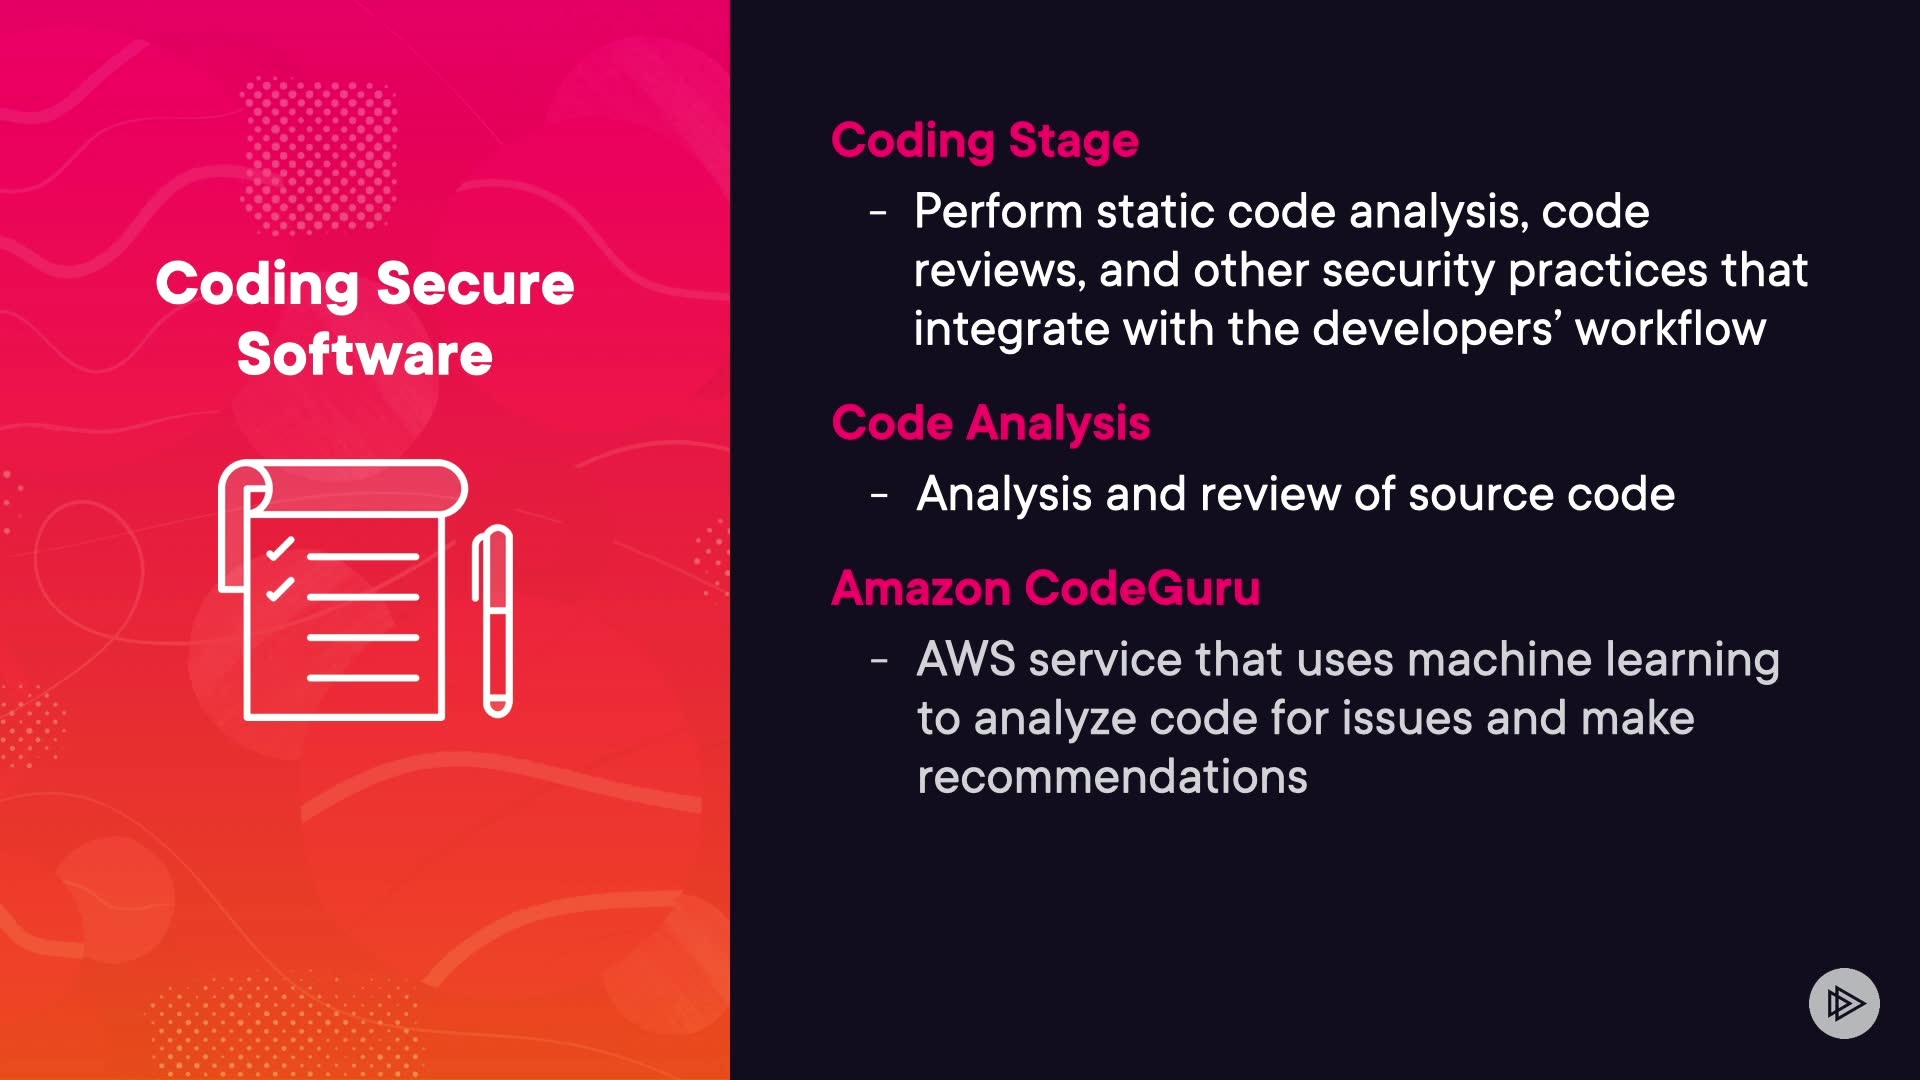 Coding Secure
Software
Coding Stage
- Perform static code analysis, code
reviews, and other security practices that
integrate with the developers’ workflow
Code Analysis
- Analysis and review of source code
Amazon CodeGuru
- AWS service that uses machine learning
to analyze code for issues and make
recommendations